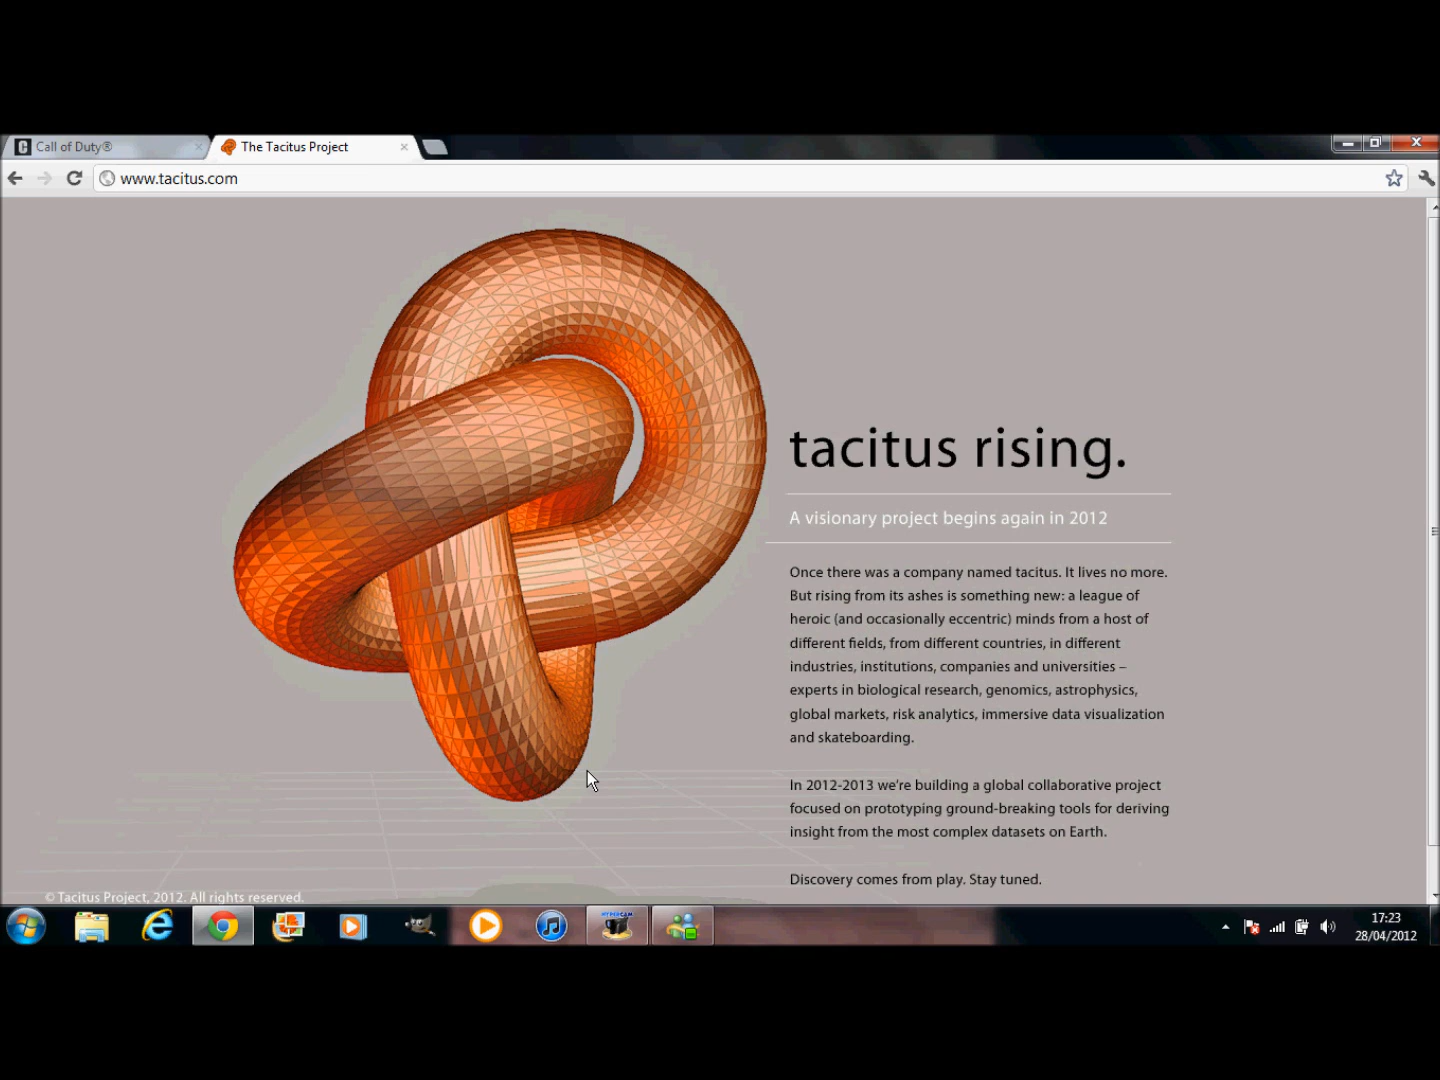 Call of Duty®
The Tacitus Project
www.tacitus.com
tacitus rising.
A visionary project begins again in 2012
Once there was a company named tacitus. It lives no more.
But rising from its ashes is something new: a league of
heroic (and occasionally eccentric) minds from a host of
different fields, from different countries, in different
industries, institutions, companies and universities –
experts in biological research, genomics, astrophysics,
global markets, risk analytics, immersive data visualization
and skateboarding.
In 2012-2013 we're building a global collaborative project
focused on prototyping ground-breaking tools for deriving
insight from the most complex datasets on Earth.
Discovery comes from play. Stay tuned.
© Tacitus Project, 2012. All rights reserved.
HYPERCAM
17:23
28/04/2012